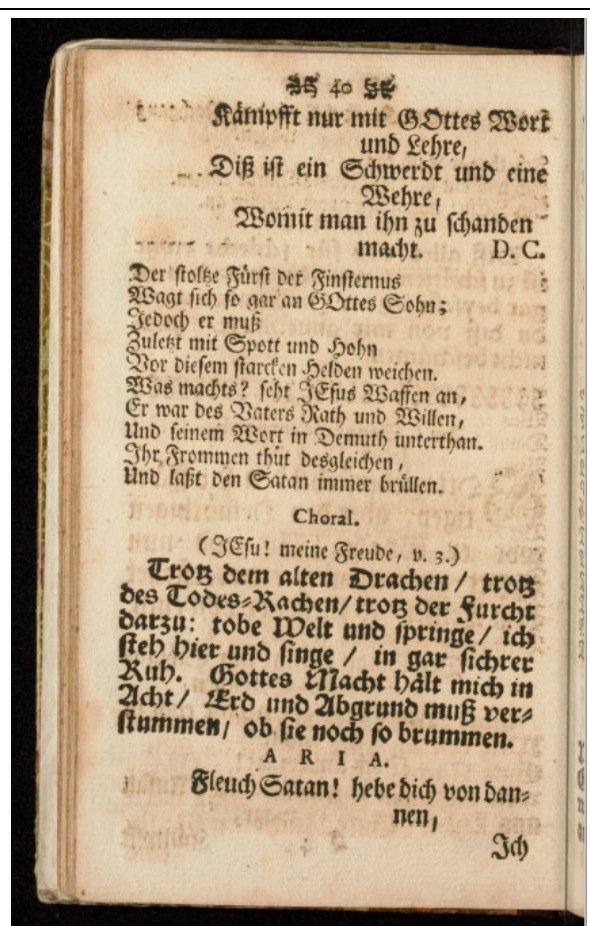 40
Kämpfft nur mit GOttes Wort
und Lehre,
Diß ist ein Schwerdt und eine
Wehre,
Womit man ihn zu schanden
macht. D. C.
Der stoltze Fürst der Finsternus
Wagt sich so gar an GOttes Sohn;
Jedoch er muß
Zuletzt mit Spott und Hohn
Vor diesem starcken Helden weichen.
Was machts? seht JEsus Waffen an,
Er war des Vaters Rath und Willen,
Und seinem Wort in Demuth unterthan.
Ihr Frommen thut desgleichen,
Und laßt den Satan immer brüllen.
Choral.
(JEsu! meine Freude, v. 3.)
Trotz dem alten Drachen / trotz
des Todes-Rachen/ trotz der Furcht
darzu: tobe Welt und springe / ich
steh hier und singe / in gar sichrer
Ruh. Gottes Macht hält mich in
Acht / Erd und Abgrund muß ver-
stummen/ ob sie noch so brummen.
ARIA.
Fleuch Satan! hebe dich von dan-
nen,
Ich